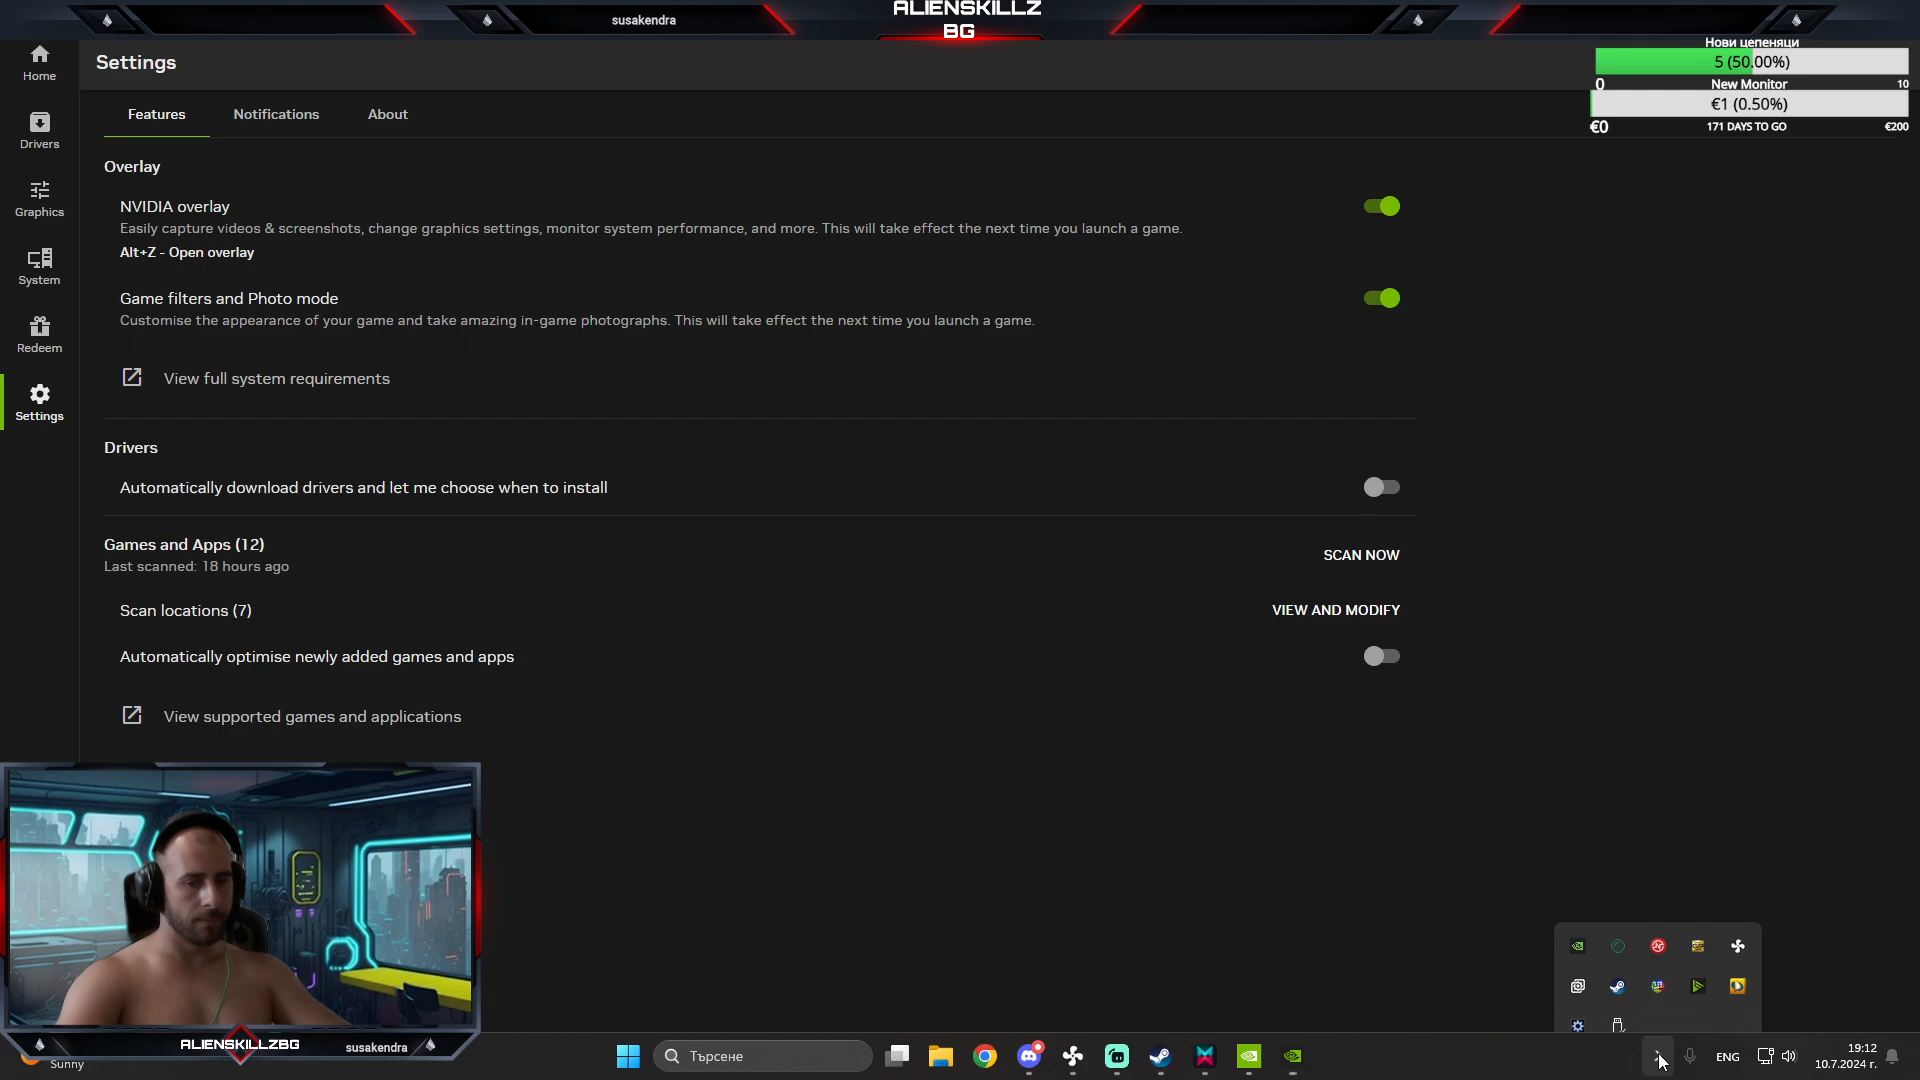 susakendra
ALIENSKILLZ
BG
Нови цепеняци
5 (50.00%)
0
New Monitor
10
€1 (0.50%)
€0
171 DAYS TO GO
€200
Home
Drivers
Graphics
System
Redeem
Settings
Settings
Features
Notifications
About
Overlay
NVIDIA overlay
Easily capture videos & screenshots, change graphics settings, monitor system performance, and more. This will take effect the next time you launch a game.
Alt+Z - Open overlay
Game filters and Photo mode
Customise the appearance of your game and take amazing in-game photographs. This will take effect the next time you launch a game.
View full system requirements
Drivers
Automatically download drivers and let me choose when to install
Games and Apps (12)
SCAN NOW
Last scanned: 18 hours ago
Scan locations (7)
VIEW AND MODIFY
Automatically optimise newly added games and apps
View supported games and applications
ALIENSKILLZBG
susakendra
Sunny
Търсене
ENG
19:12
10.7.2024 г.